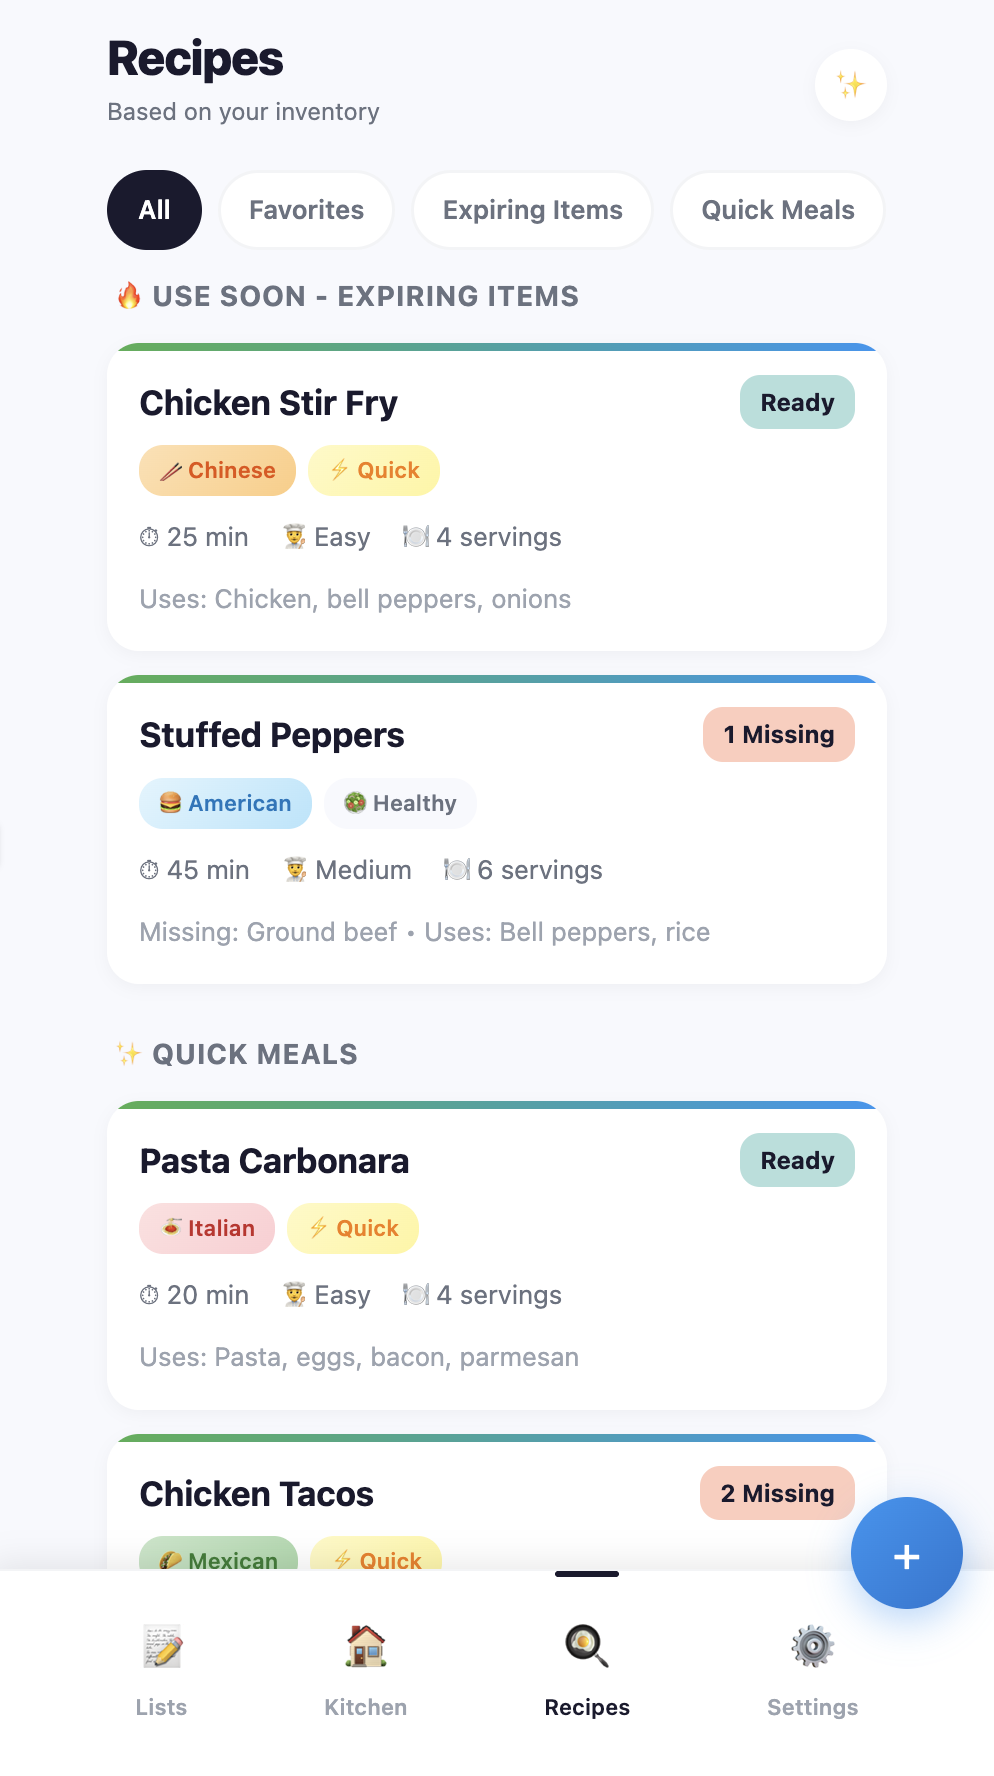 Recipes
Based on your inventory
All
Favorites
Expiring Items
Quick Meals
🔥 USE SOON - EXPIRING ITEMS
Chicken Stir Fry
Ready
🥢 Chinese
⚡ Quick
⏱ 25 min
👨‍🍳 Easy
🍽 4 servings
Uses: Chicken, bell peppers, onions
Stuffed Peppers
1 Missing
🍔 American
🥗 Healthy
⏱ 45 min
👨‍🍳 Medium
🍽 6 servings
Missing: Ground beef • Uses: Bell peppers, rice
✨ QUICK MEALS
Pasta Carbonara
Ready
🍝 Italian
⚡ Quick
⏱ 20 min
👨‍🍳 Easy
🍽 4 servings
Uses: Pasta, eggs, bacon, parmesan
Chicken Tacos
2 Missing
🌮 Mexican
⚡ Quick
+
Lists
Kitchen
Recipes
Settings